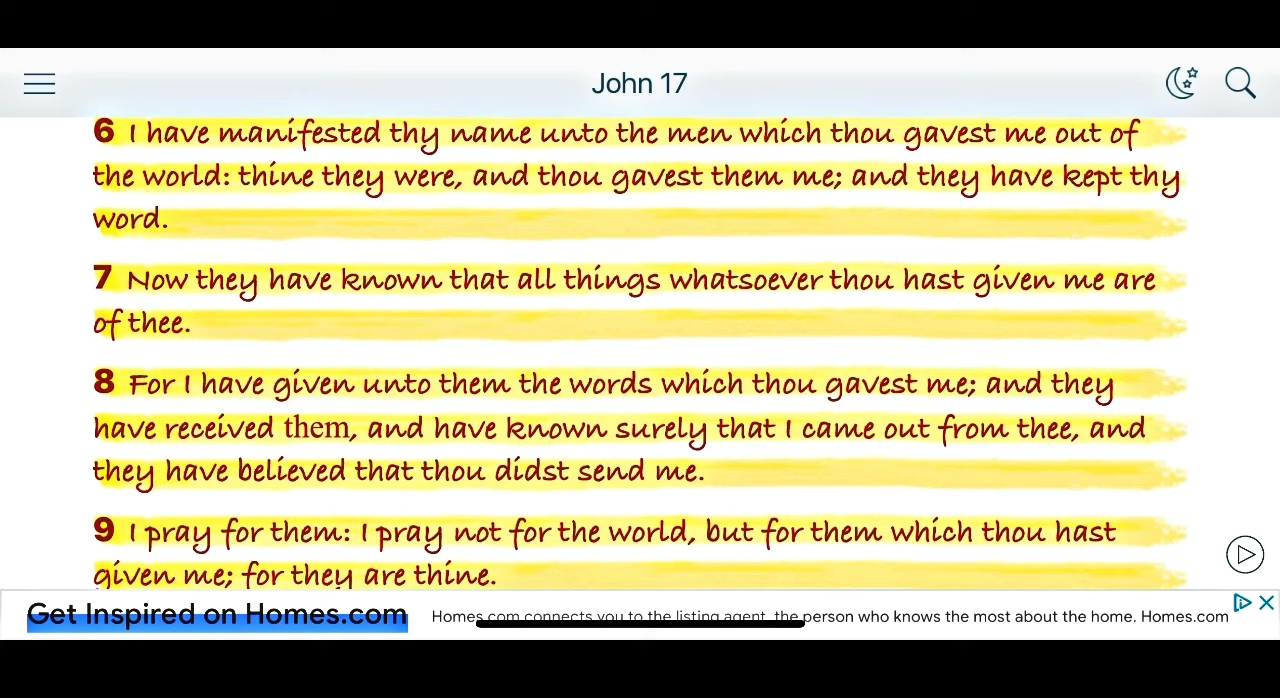 John 17
6 I have manifested thy name unto the men which thou gavest me out of
the world: thine they were, and thou gavest them me; and they have kept thy
word.
7 Now they have known that all things whatsoever thou hast given me are
of thee.
8 For I have given unto them the words which thou gavest me; and they
have received them, and have known surely that I came out from thee, and
they have believed that thou didst send me.
9 I pray for them: I pray not for the world, but for them which thou hast
given me; for they are thine.
Get Inspired on Homes.com
Homes.com connects you to the listing agent, the person who knows the most about the home. Homes.com